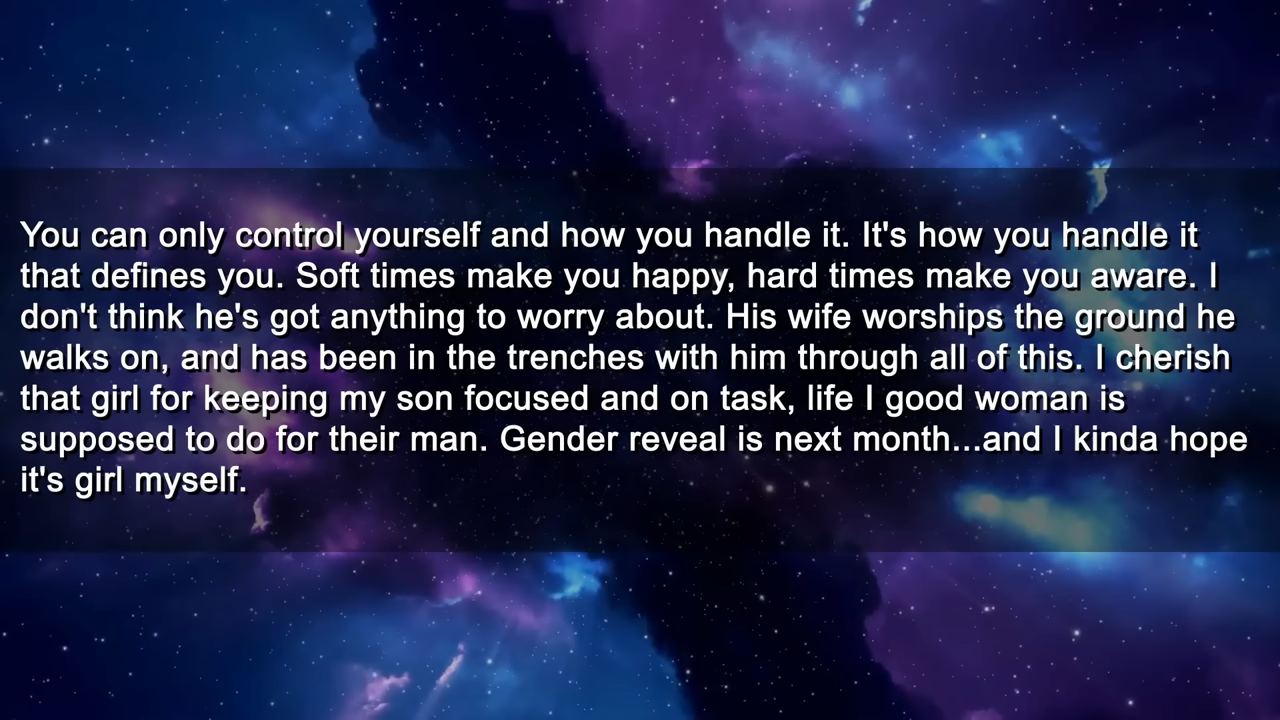 You can only control yourself and how you handle it. It's how you handle it
that defines you. Soft times make you happy, hard times make you aware. I
don't think he's got anything to worry about. His wife worships the ground he
walks on, and has been in the trenches with him through all of this. I cherish
that girl for keeping my son focused and on task, life I good woman is
supposed to do for their man. Gender reveal is next month...and I kinda hope
it's girl myself.